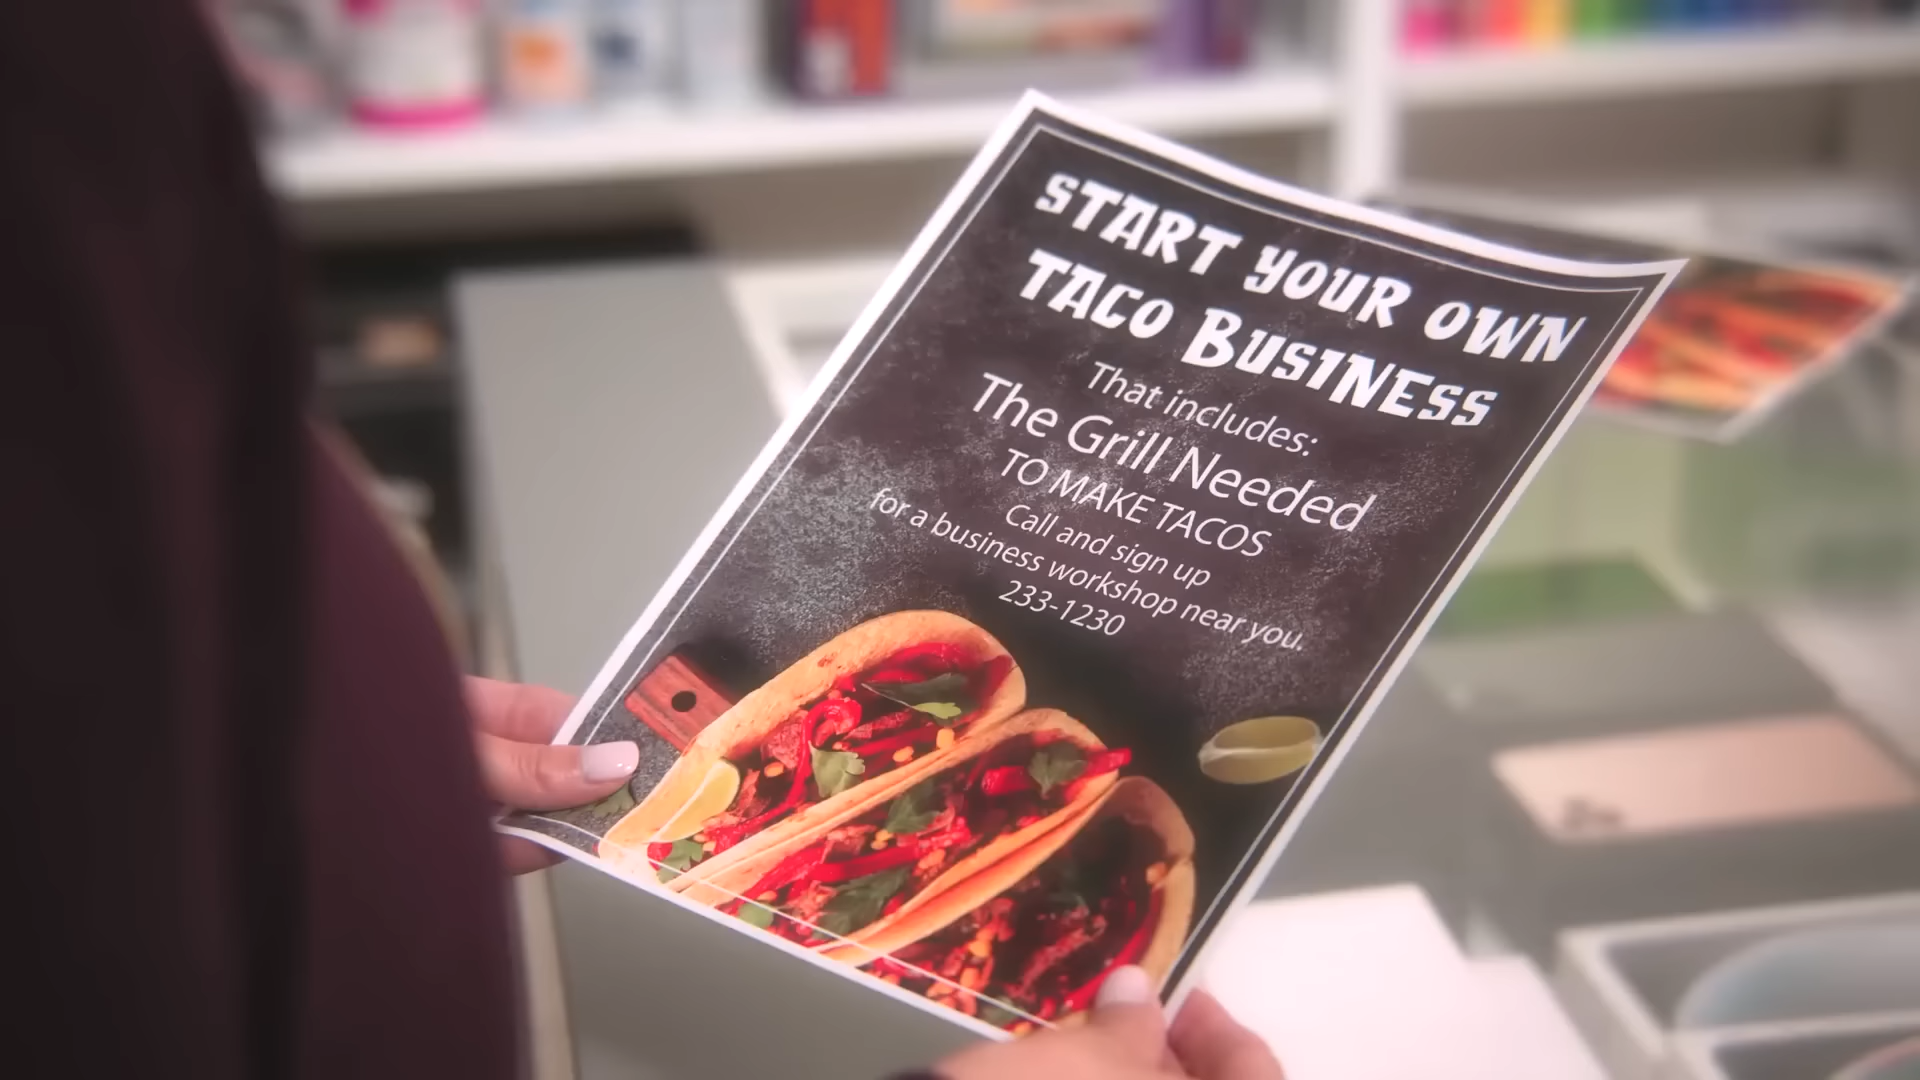 START YOUR OWN
TACO BUSINESS
That includes:
The Grill Needed
TO MAKE TACOS
Call and sign up
for a business workshop near you.
233-1230